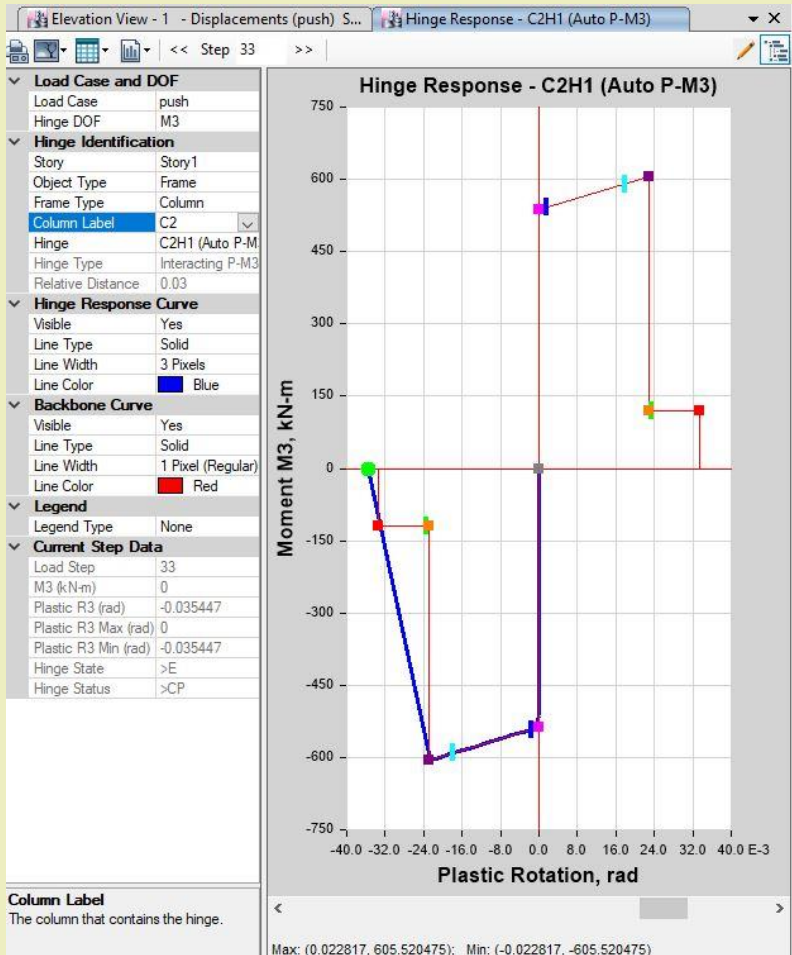 Elevation View - 1 - Displacements (push) S...
Hinge Response - C2H1 (Auto P-M3)
<< Step 33 >>
Load Case and DOF
Load Case push
Hinge DOF M3
Hinge Identification
Story Story1
Object Type Frame
Frame Type Column
Column Label C2
Hinge C2H1 (Auto P-M
Hinge Type Interacting P-M3
Relative Distance 0.03
Hinge Response Curve
Visible Yes
Line Type Solid
Line Width 3 Pixels
Line Color Blue
Backbone Curve
Visible Yes
Line Type Solid
Line Width 1 Pixel (Regular)
Line Color Red
Legend
Legend Type None
Current Step Data
Load Step 33
M3 (kN-m) 0
Plastic R3 (rad) -0.035447
Plastic R3 Max (rad) 0
Plastic R3 Min (rad) -0.035447
Hinge State >E
Hinge Status >CP
Column Label
The column that contains the hinge.
Hinge Response - C2H1 (Auto P-M3)
Moment M3, kN-m
750
600
450
300
150
0
-150
-300
-450
-600
-750
-40.0 -32.0 -24.0 -16.0 -8.0 0.0 8.0 16.0 24.0 32.0 40.0 E-3
Plastic Rotation, rad
Max: (0.022817, 605.520475); Min: (-0.022817, -605.520475)